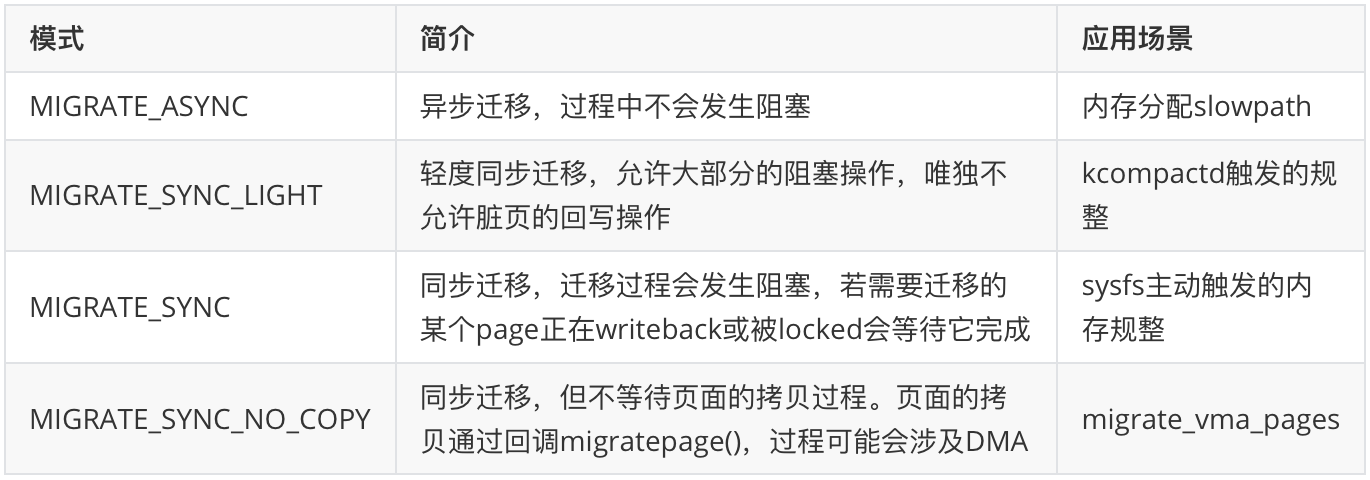 模式 简介 应用场景
MIGRATE_ASYNC 异步迁移，过程中不会发生阻塞 内存分配slowpath
MIGRATE_SYNC_LIGHT
轻度同步迁移，允许大部分的阻塞操作，唯独不
允许脏页的回写操作
kcompactd触发的规
整
MIGRATE_SYNC
同步迁移，迁移过程会发生阻塞，若需要迁移的
某个page正在writeback或被locked会等待它完成
sysfs主动触发的内
存规整
MIGRATE_SYNC_NO_COPY
同步迁移，但不等待页面的拷贝过程。页面的拷
贝通过回调migratepage()，过程可能会涉及DMA
migrate_vma_pages